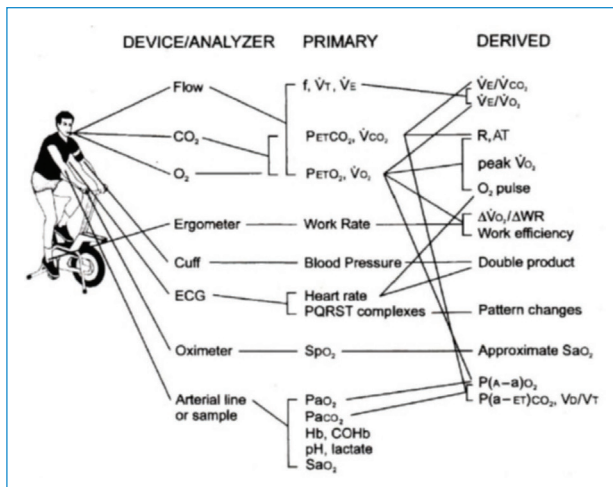 DEVICE/ANALYZER PRIMARY DERIVED
Flow f, V̇T, V̇E V̇E/V̇CO₂
V̇E/V̇O₂
CO₂ PETCO₂, V̇CO₂ R, AT
O₂ PETO₂, V̇O₂ peak V̇O₂
O₂ pulse
Ergometer Work Rate ΔV̇O₂/ΔWR
Work efficiency
Cuff Blood Pressure Double product
ECG Heart rate
PQRST complexes Pattern changes
Oximeter SpO₂ Approximate SaO₂
Arterial line PaO₂ P(A–a)O₂
or sample PaCO₂ P(a–ET)CO₂, VD/VT
Hb, COHb
pH, lactate
SaO₂